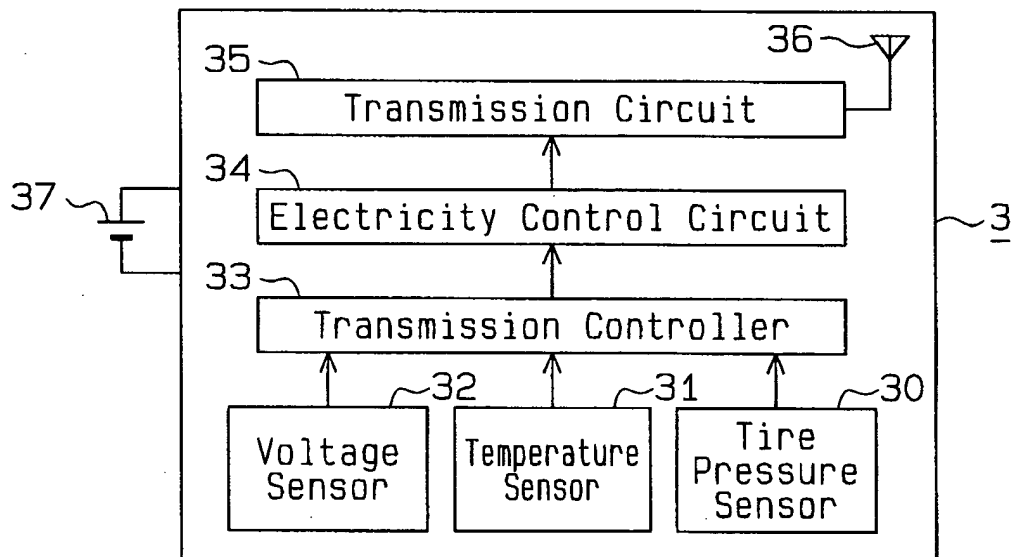 36
35
Transmission Circuit
34
37
Electricity Control Circuit
3
33
Transmission Controller
32
31
30
Voltage
Sensor
Temperature
Sensor
Tire
Pressure
Sensor